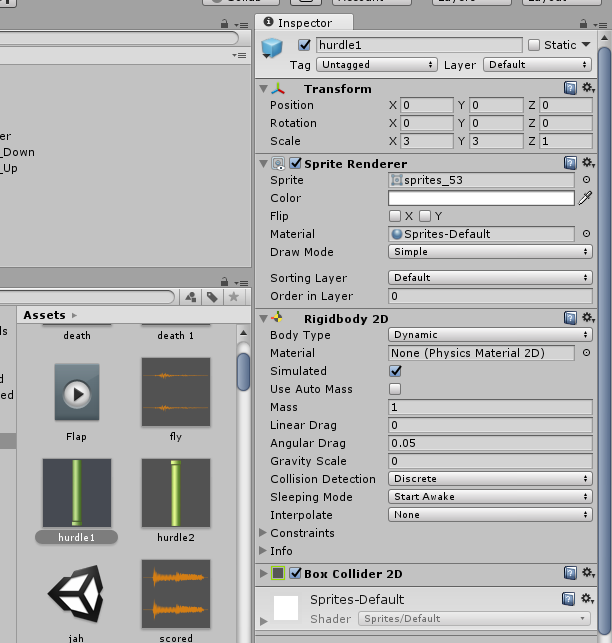 Inspector
hurdle1 Static
Tag Untagged Layer Default
Transform
Position X 0 Y 0 Z 0
Rotation X 0 Y 0 Z 0
Scale X 3 Y 3 Z 1
Sprite Renderer
Sprite sprites_53
Color
Flip X Y
Material Sprites-Default
Draw Mode Simple
Sorting Layer Default
Order in Layer 0
Rigidbody 2D
Body Type Dynamic
Material None (Physics Material 2D)
Simulated
Use Auto Mass
Mass 1
Linear Drag 0
Angular Drag 0.05
Gravity Scale 0
Collision Detection Discrete
Sleeping Mode Start Awake
Interpolate None
Constraints
Info
Box Collider 2D
Sprites-Default
Shader Sprites/Default
er
_Down
_Up
Assets
death death 1
Flap fly
hurdle1 hurdle2
jah scored
ls
d
ed